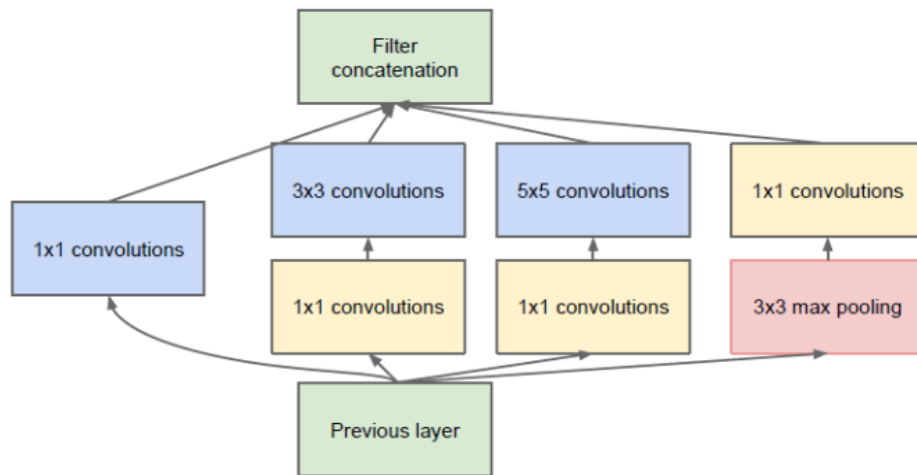 Filter
concatenation
3x3 convolutions
5x5 convolutions
1x1 convolutions
1x1 convolutions
1x1 convolutions
1x1 convolutions
3x3 max pooling
Previous layer